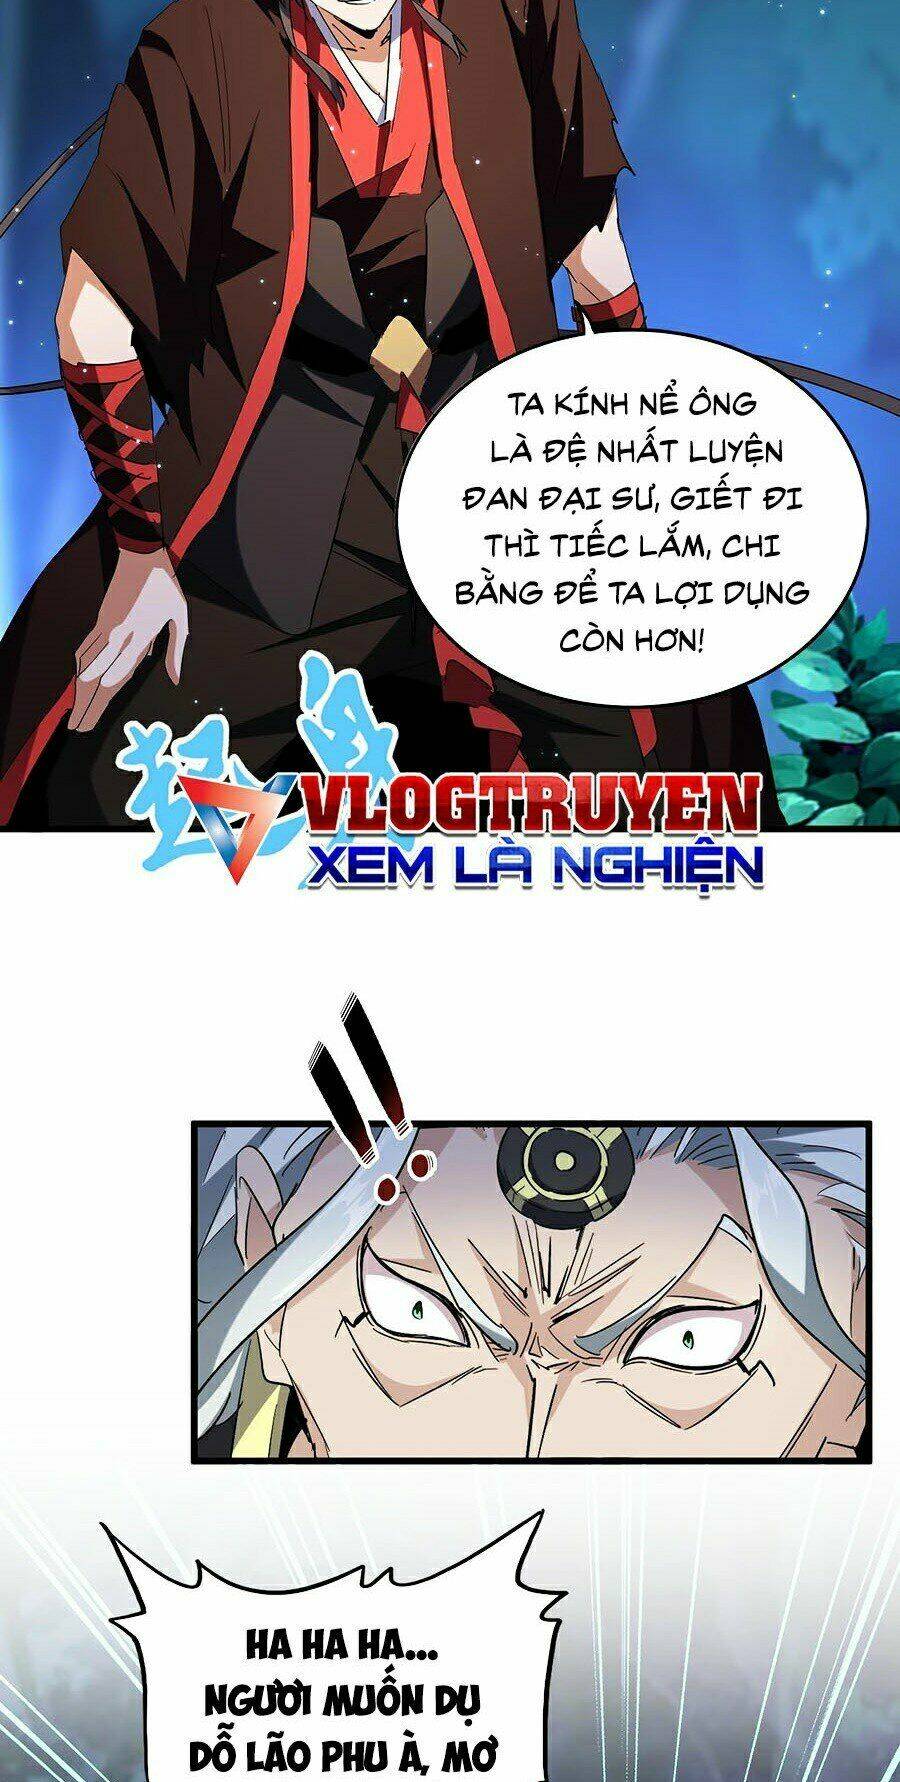 TA KÍNH NỂ ÔNG
LÀ ĐỆ NHẤT LUYỆN
ĐAN ĐẠI SƯ, GIẾT ĐI
THÌ TIẾC LẮM, CHI
BẰNG ĐỂ TA LỢI DỤNG
CÒN HƠN!
起身
VLOGTRUYEN
XEM LÀ NGHIỆN
!!
HA HA HA...
NGƯƠI MUỐN DỤ
DỖ LÃO PHU À, MƠ